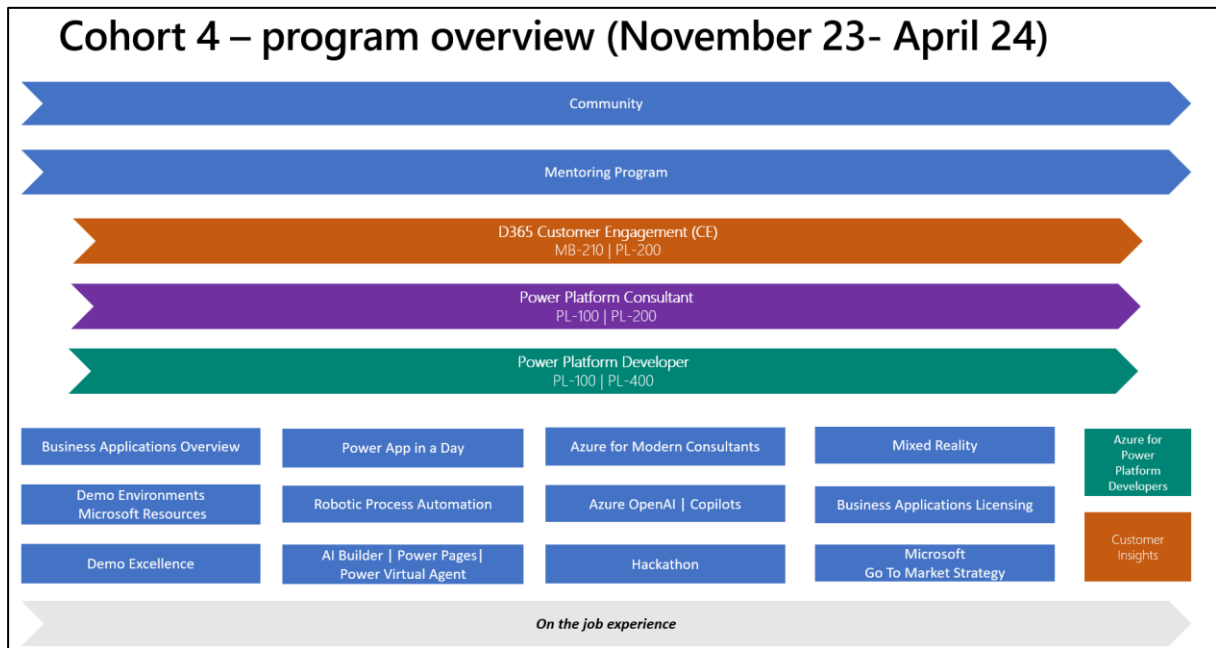 Cohort 4 – program overview (November 23- April 24)
Community
Mentoring Program
D365 Customer Engagement (CE)
MB-210 | PL-200
Power Platform Consultant
PL-100 | PL-200
Power Platform Developer
PL-100 | PL-400
Business Applications Overview
Power App in a Day
Azure for Modern Consultants
Mixed Reality
Azure for
Power
Platform
Developers
Demo Environments
Microsoft Resources
Robotic Process Automation
Azure OpenAI | Copilots
Business Applications Licensing
Demo Excellence
AI Builder | Power Pages|
Power Virtual Agent
Hackathon
Microsoft
Go To Market Strategy
Customer
Insights
On the job experience